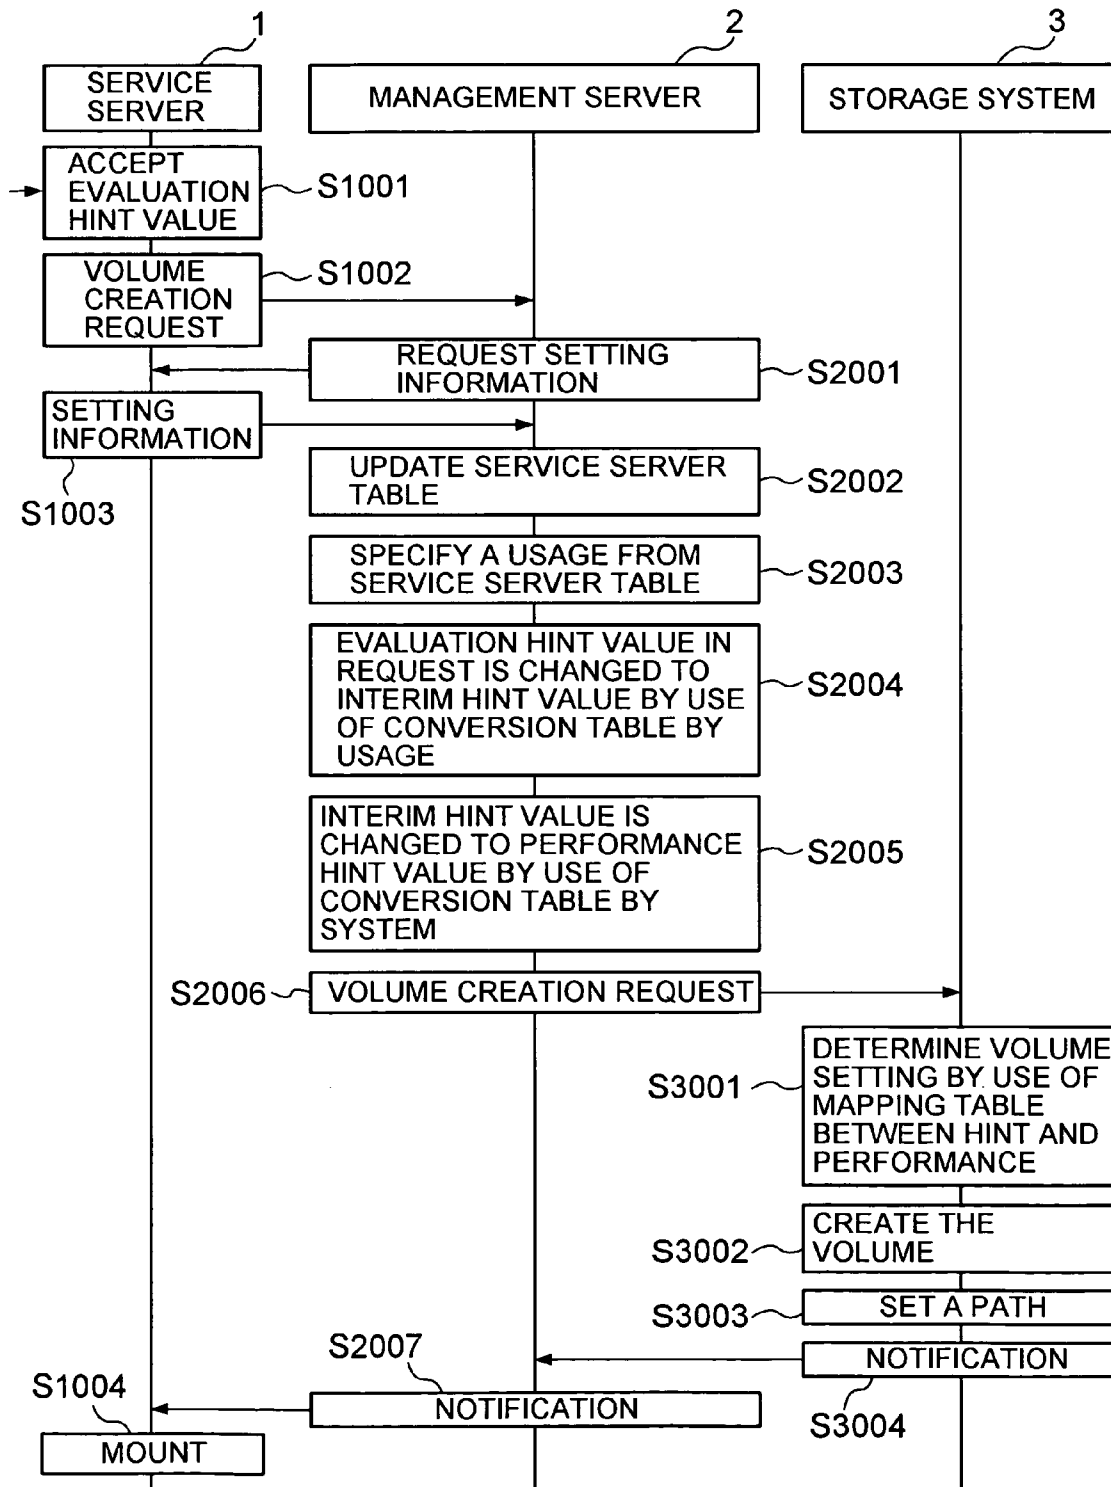 1
2
3
SERVICE
SERVER
MANAGEMENT SERVER
STORAGE SYSTEM
ACCEPT
EVALUATION
HINT VALUE
S1001
VOLUME
CREATION
REQUEST
S1002
REQUEST SETTING
INFORMATION
S2001
SETTING
INFORMATION
S1003
UPDATE SERVICE SERVER
TABLE
S2002
SPECIFY A USAGE FROM
SERVICE SERVER TABLE
S2003
EVALUATION HINT VALUE IN
REQUEST IS CHANGED TO
INTERIM HINT VALUE BY USE
OF CONVERSION TABLE BY
USAGE
S2004
INTERIM HINT VALUE IS
CHANGED TO PERFORMANCE
HINT VALUE BY USE OF
CONVERSION TABLE BY
SYSTEM
S2005
S2006
VOLUME CREATION REQUEST
S3001
DETERMINE VOLUME
SETTING BY USE OF
MAPPING TABLE
BETWEEN HINT AND
PERFORMANCE
S3002
CREATE THE
VOLUME
S3003
SET A PATH
NOTIFICATION
S3004
S2007
NOTIFICATION
S1004
MOUNT